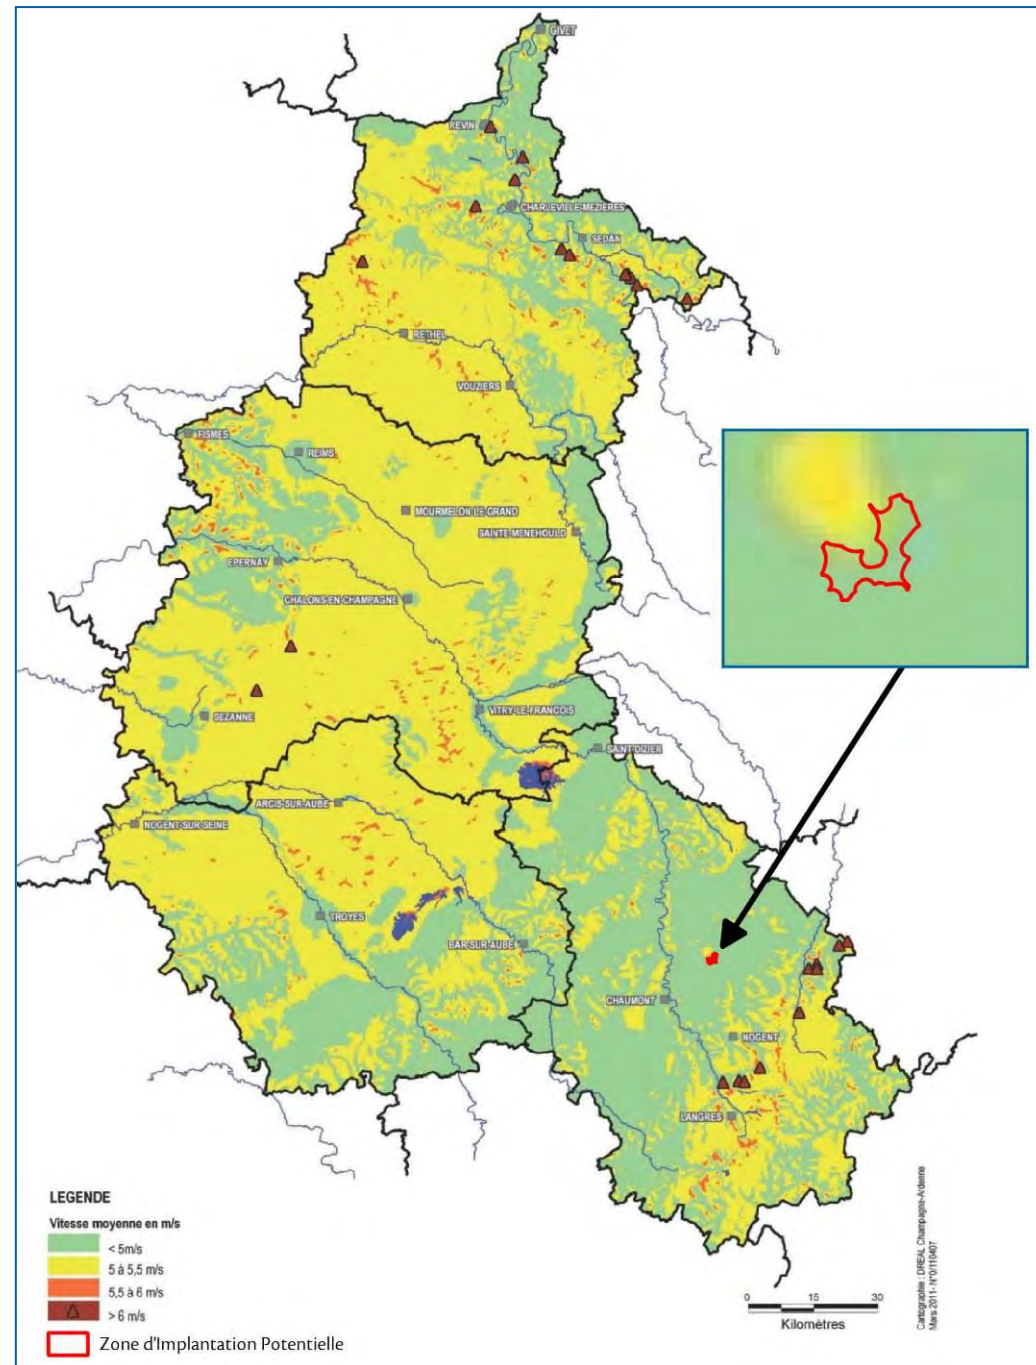 GIVET
REVIN
CHARLEVILLE-MEZIERES
SEDAN
RETHEL
VOUZIERS
FISMES
REIMS
MOURMELON-LE-GRAND
SAINTE-MENEHOULD
EPERNAY
CHALONS-EN-CHAMPAGNE
SEZANNE
VITRY-LE-FRANCOIS
SAINT-DIZIER
ARCIS-SUR-AUBE
NOGENT-SUR-SEINE
TROYES
BAR-SUR-AUBE
CHAUMONT
NOGENT
LANGRES
LEGENDE
Vitesse moyenne en m/s
< 5m/s
5 à 5,5 m/s
5,5 à 6 m/s
> 6 m/s
Zone d'Implantation Potentielle
0 15 30
Kilomètres
Cartographie : DREAL Champagne-Ardenne
Mars 2011- N°0/110407